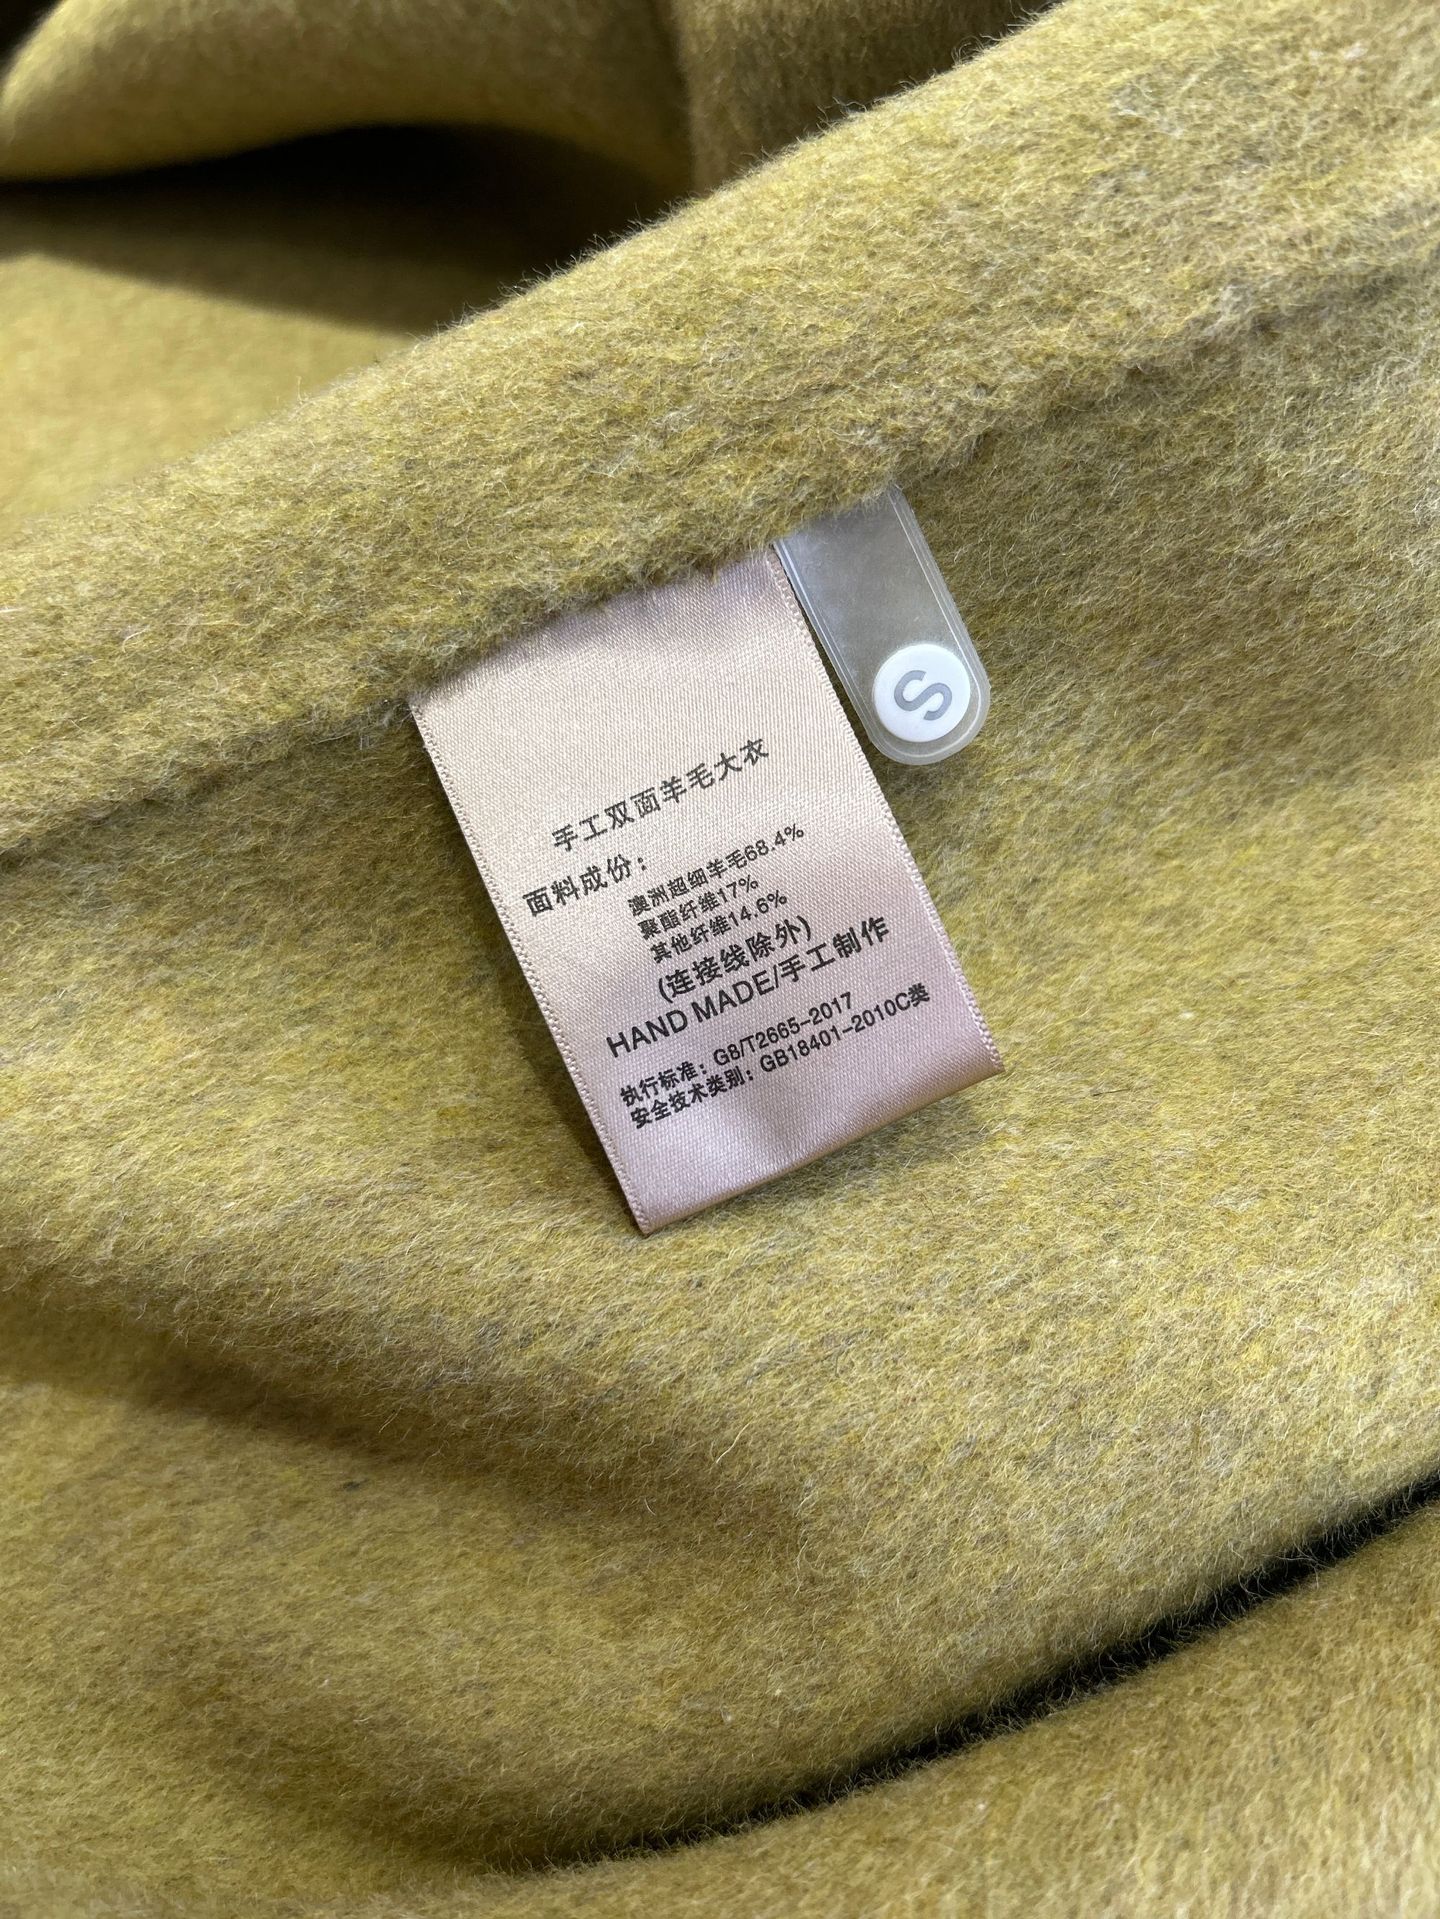 手工双面羊毛大衣
面料成份：
澳洲超细羊毛68.4%
聚酯纤维17%
其他纤维14.6%
(连接线除外)
HAND MADE/手工制作
执行标准：G8/T2665-2017
安全技术类别：GB18401-2010C类
S